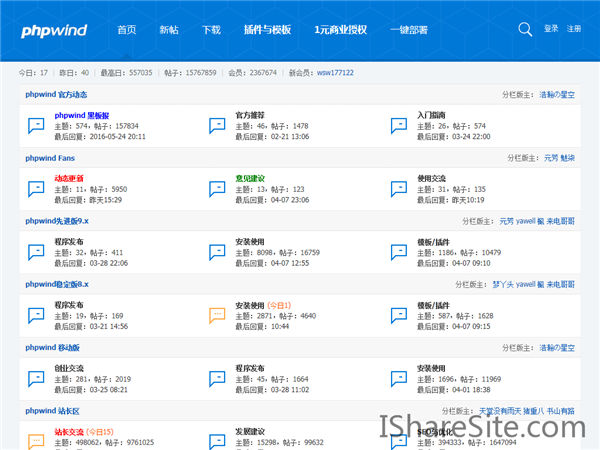 phpwind 首页 新帖 下载 插件与模板 1元商业授权 一键部署 登录 注册
今日：17 | 昨日：40 | 最高日：557035 | 帖子：15767859 | 会员：2367674 | 新会员：wsw177122
phpwind 官方动态 分栏版主： 浩瀚の星空
phpwind 黑板报 官方推荐 入门指南
主题：574，帖子：157834 主题：46，帖子：1478 主题：26，帖子：574
最后回复：2016-05-24 20:11 最后回复：02-21 13:06 最后回复：03-24 22:00
phpwind Fans 分栏版主： 元芳 魅柒
动态更新 意见建议 使用交流
主题：11，帖子：5950 主题：13，帖子：123 主题：31，帖子：135
最后回复：昨天15:29 最后回复：04-07 23:06 最后回复：昨天10:19
phpwind先进版9.x 分栏版主： 元芳 yawell 来电哥哥
程序发布 安装使用 模板/插件
主题：32，帖子：411 主题：8098，帖子：16759 主题：1186，帖子：10479
最后回复：03-28 22:06 最后回复：04-07 12:55 最后回复：04-07 09:10
phpwind稳定版8.x 分栏版主： 梦丫头 yawell 来电哥哥
程序发布 安装使用 (今日1) 模板/插件
主题：19，帖子：169 主题：2871，帖子：4640 主题：587，帖子：1628
最后回复：03-21 14:56 最后回复：10:44 最后回复：04-07 09:15
phpwind 移动版 分栏版主： 浩瀚の星空
创业交流 程序发布 安装使用
主题：281，帖子：2019 主题：45，帖子：1664 主题：1696，帖子：11969
最后回复：03-25 08:21 最后回复：03-28 11:02 最后回复：04-01 18:38
phpwind 站长区 分栏版主： 天堂没有雨天 猪重八 书山有路
站长交流 (今日15) 发展建议 SEO与优化
主题：498062，帖子：9761025 主题：15298，帖子：99632 主题：394333，帖子：1647094
IShareSite.com